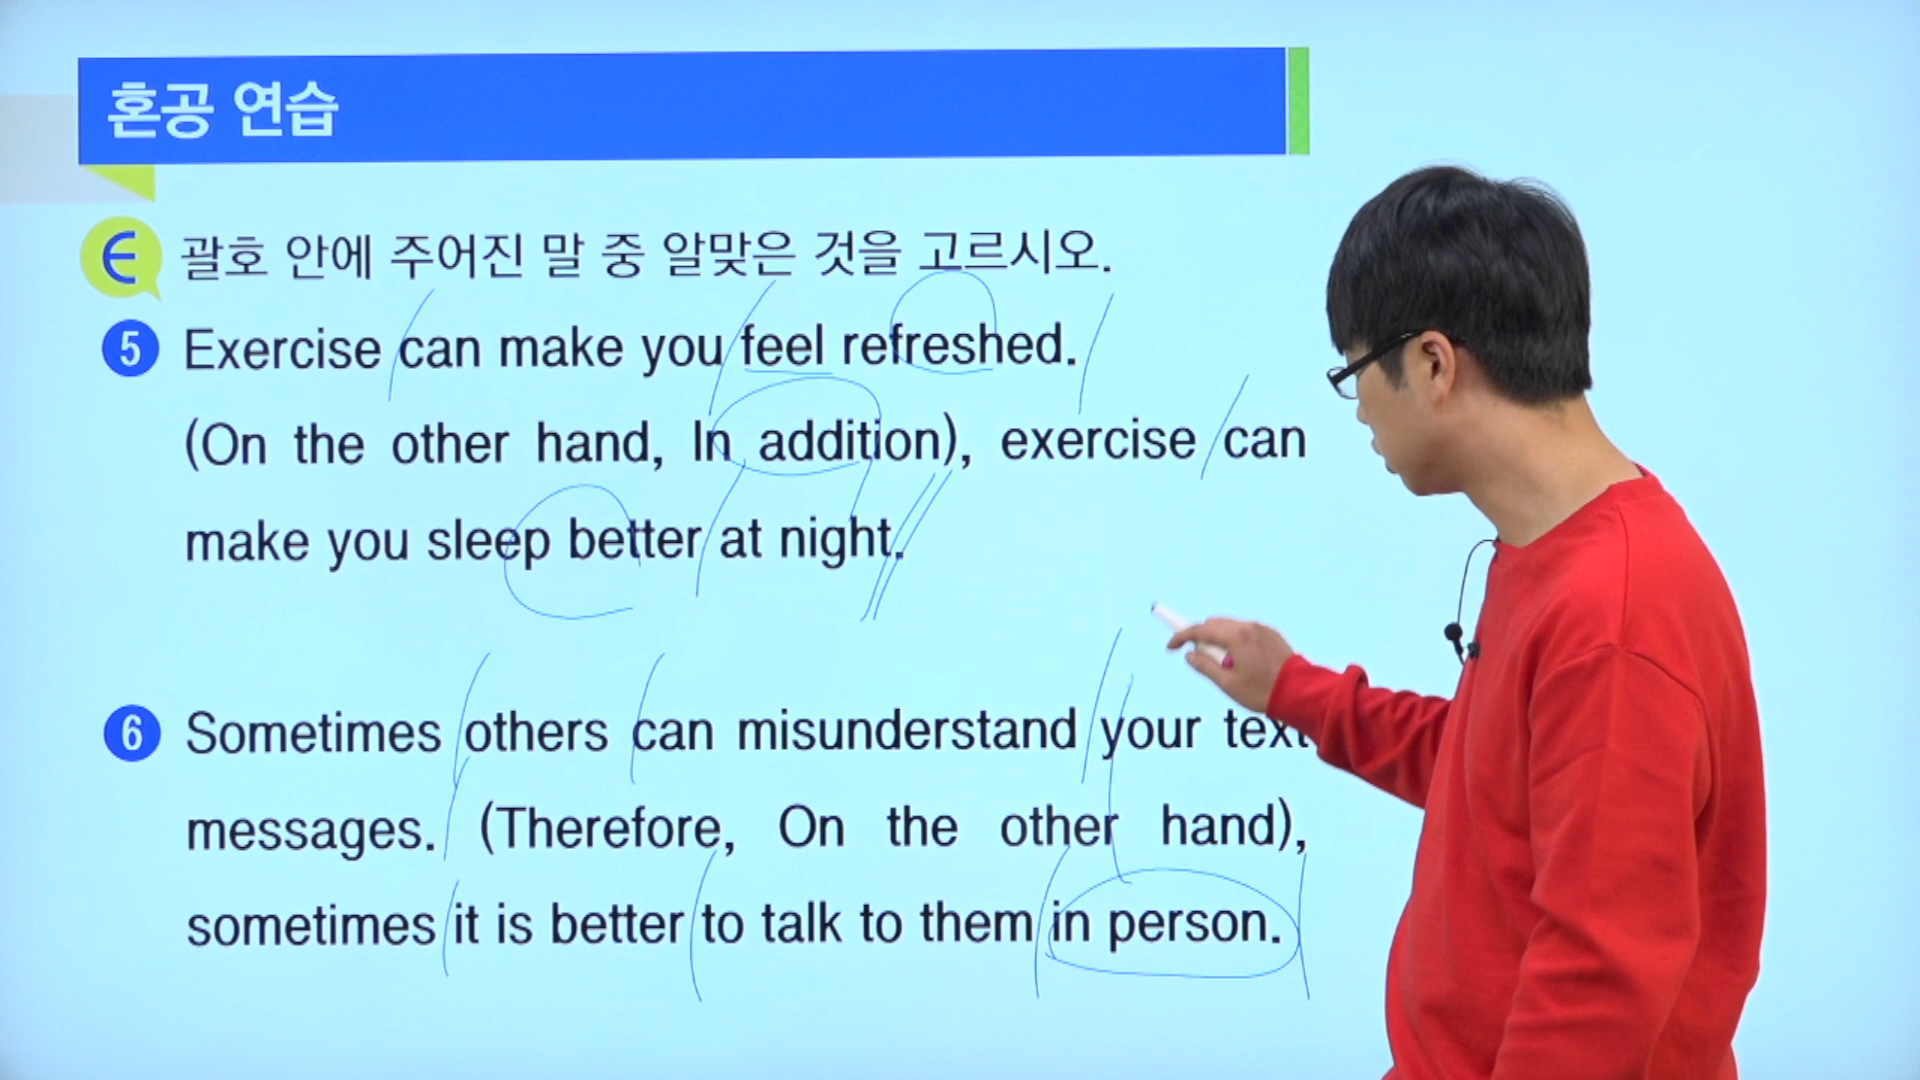 혼공 연습
E 괄호 안에 주어진 말 중 알맞은 것을 고르시오.
5 Exercise can make you feel refreshed.
(On the other hand, In addition), exercise can
make you sleep better at night.
6 Sometimes others can misunderstand your text
messages. (Therefore, On the other hand),
sometimes it is better to talk to them in person.